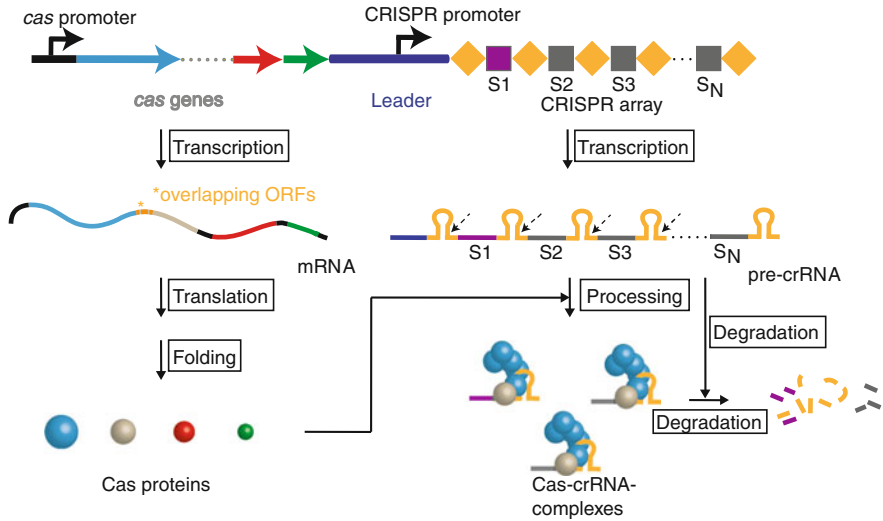 cas promoter
CRISPR promoter
cas genes
Leader
S1
S2
S3
SN
CRISPR array
Transcription
Transcription
*overlapping ORFs
*
mRNA
S1
S2
S3
SN
pre-crRNA
Translation
Processing
Degradation
Folding
Degradation
Cas proteins
Cas-crRNA-
complexes